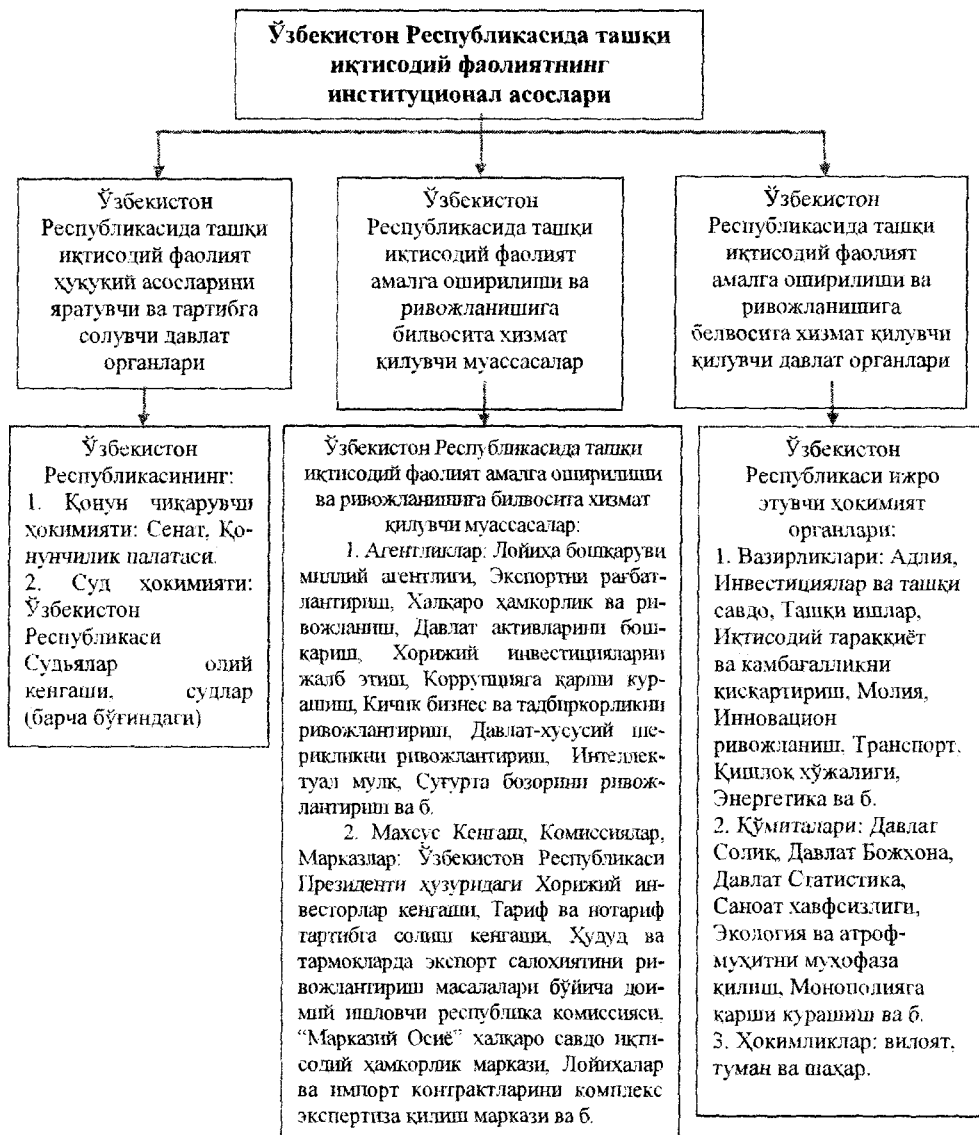 Ўзбекистон Республикасида ташқи
иқтисодий фаолиятнинг
институционал асослари
Ўзбекистон
Республикасида ташқи
иқтисодий фаолият
ҳуқуқий асосларини
яратувчи ва тартибга
солувчи давлат
органлари
Ўзбекистон
Республикасида ташқи
иқтисодий фаолият
амалга оширилиши ва
ривожланишига
билвосита хизмат
қилувчи муассасалар
Ўзбекистон
Республикасида ташқи
иқтисодий фаолият
амалга оширилиши ва
ривожланишига
белвосита хизмат қилувчи
қилувчи давлат органлари
Ўзбекистон
Республикасининг:
1. Қонун чиқарувчи
ҳокимияти: Сенат, Қо-
нунчилик палатаси.
2. Суд ҳокимияти:
Ўзбекистон
Республикаси
Судьялар олий
кенгаши, судлар
(барча бўғиндаги)
Ўзбекистон Республикасида ташқи
иқтисодий фаолият амалга оширилиши
ва ривожланишига билвосита хизмат
қилувчи муассасалар:
1. Агентликлар: Лойиҳа бошқаруви
миллий агентлиги, Экспортни рағбат-
лантириш, Халқаро ҳамкорлик ва ри-
вожланиш, Давлат активларини бош-
қариш, Хорижий инвестицияларни
жалб этиш, Коррупцияга қарши кур-
ашиш, Кичик бизнес ва тадбиркорликни
ривожлантириш, Давлат-хусусий ше-
рикликни ривожлантириш, Интеллек-
туал мулк, Суғурта бозорини ривож-
лантириш ва б.
2. Махсус Кенгаш, Комиссиялар,
Марказлар: Ўзбекистон Республикаси
Президенти ҳузуридаги Хорижий ин-
весторлар кенгаши, Тариф ва нотариф
тартибга солиш кенгаши, Ҳудуд ва
тармоқларда экспорт салоҳиятини ри-
вожлантириш масалалари бўйича дои-
мий ишловчи республика комиссияси,
“Марказий Осиё” халқаро савдо иқти-
солий ҳамкорлик маркази, Лойиҳалар
ва импорт контрактларини комплекс
экспертиза қилиш маркази ва б.
Ўзбекистон
Республикаси ижро
этувчи ҳокимият
органлари:
1. Вазирликлари: Адлия,
Инвестициялар ва ташқи
савдо, Ташқи ишлар,
Иқтисодий тараққиёт
ва камбағалликни
қисқартириш, Молия,
Инновацион
ривожланиш, Транспорт,
Қишлоқ хўжалиги,
Энергетика ва б.
2. Қўмиталари: Давлат
Солиқ, Давлат Божхона,
Давлат Статистика,
Саноат хавфсизлиги,
Экология ва атроф-
муҳитни муҳофаза
қилиш, Монополияга
қарши курашиш ва б.
3. Ҳокимликлар: вилоят,
туман ва шаҳар.